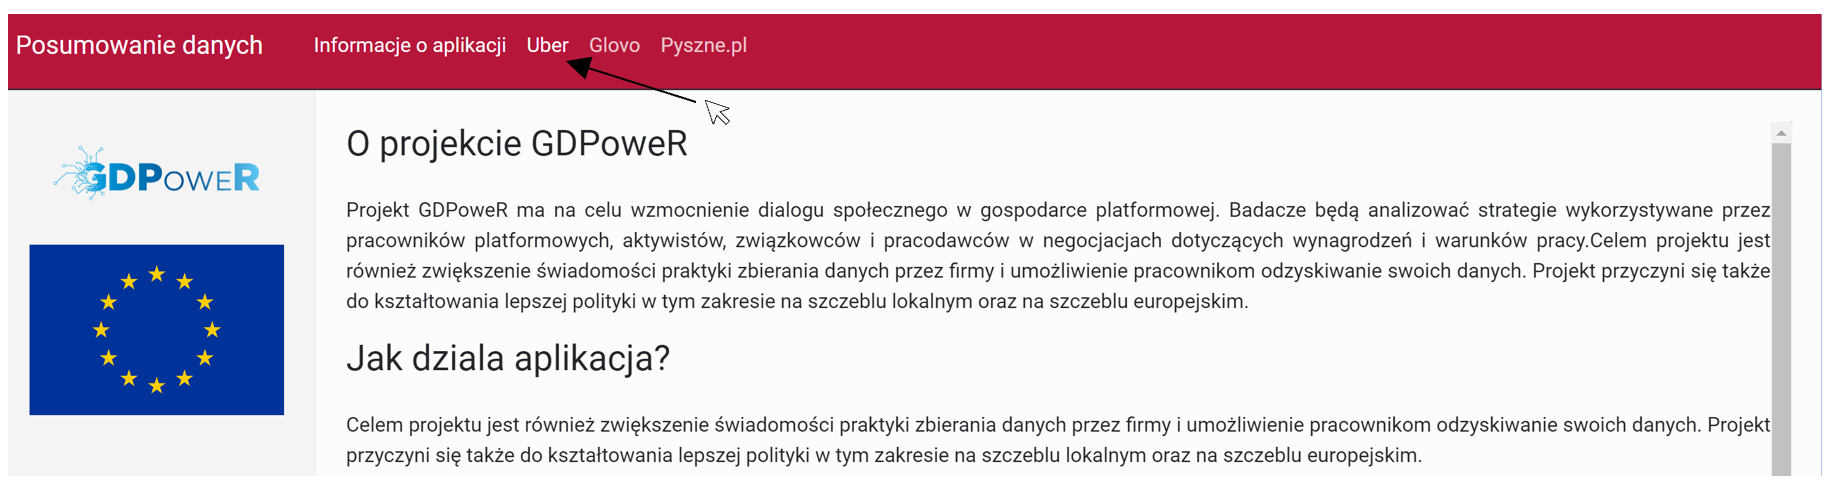 Posumowanie danych Informacje o aplikacji Uber Glovo Pyszne.pl
GDPoweR
O projekcie GDPoweR
Projekt GDPoweR ma na celu wzmocnienie dialogu społecznego w gospodarce platformowej. Badacze będą analizować strategie wykorzystywane przez
pracowników platformowych, aktywistów, związkowców i pracodawców w negocjacjach dotyczących wynagrodzeń i warunków pracy.Celem projektu jest
również zwiększenie świadomości praktyki zbierania danych przez firmy i umożliwienie pracownikom odzyskiwanie swoich danych. Projekt przyczyni się także
do kształtowania lepszej polityki w tym zakresie na szczeblu lokalnym oraz na szczeblu europejskim.
Jak dziala aplikacja?
Celem projektu jest również zwiększenie świadomości praktyki zbierania danych przez firmy i umożliwienie pracownikom odzyskiwanie swoich danych. Projekt
przyczyni się także do kształtowania lepszej polityki w tym zakresie na szczeblu lokalnym oraz na szczeblu europejskim.